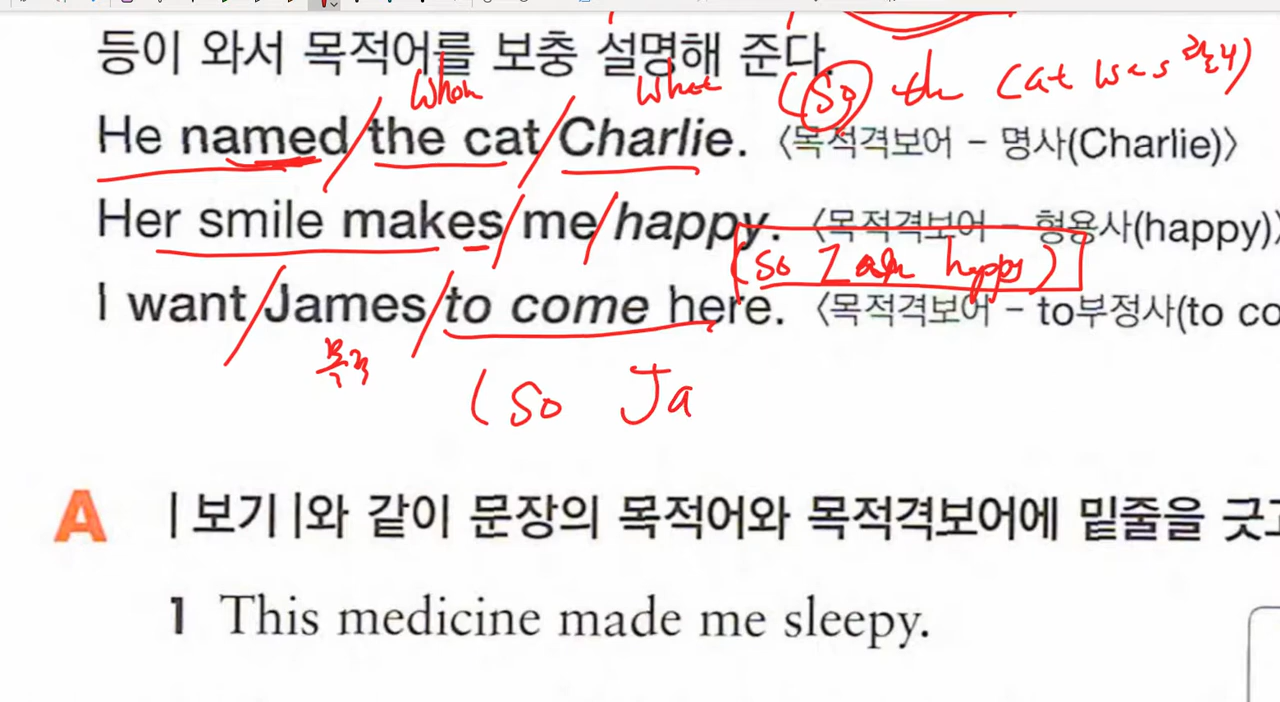 등이 와서 목적어를 보충 설명해 준다.
whom what (so the cat was 찰리)
He named / the cat / Charlie. 〈목적격보어 – 명사(Charlie)〉
Her smile makes / me / happy. 〈목적격보어 – 형용사(happy)〉
(so I am happy)
I want / James / to come here. 〈목적격보어 – to부정사(to co
(so Ja
A |보기|와 같이 문장의 목적어와 목적격보어에 밑줄을 긋고
1 This medicine made me sleepy.